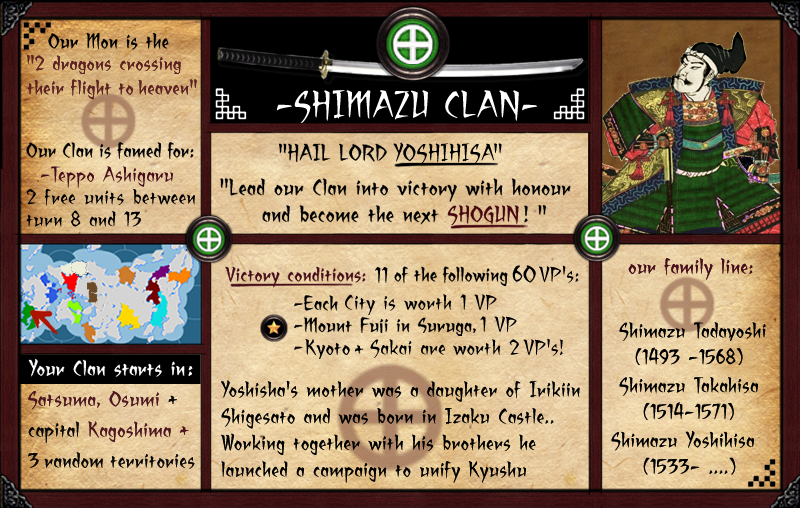 Our Mon is the
"2 dragons crossing
their flight to heaven"
Our Clan is famed for:
-Teppo Ashigaru
2 free units between
turn 8 and 13
-SHIMAZU CLAN-
"HAIL LORD YOSHIHISA"
"Lead our Clan into victory with honour
and become the next SHOGUN! "
Your Clan starts in:
Satsuma, Osumi +
capital Kagoshima +
3 random territories
Victory conditions: 11 of the following 60 VP's:
-Each City is worth 1 VP
-Mount Fuji in Suruga, 1 VP
-Kyoto + Sakai are worth 2 VP's!
Yoshisha's mother was a daughter of Irikiin
Shigesato and was born in Izaku Castle..
Working together with his brothers he
launched a campaign to unify Kyushu
our family line:
Shimazu Tadayoshi
(1493 -1568)
Shimazu Takahisa
(1514-1571)
Shimazu Yoshihisa
(1533- ....)